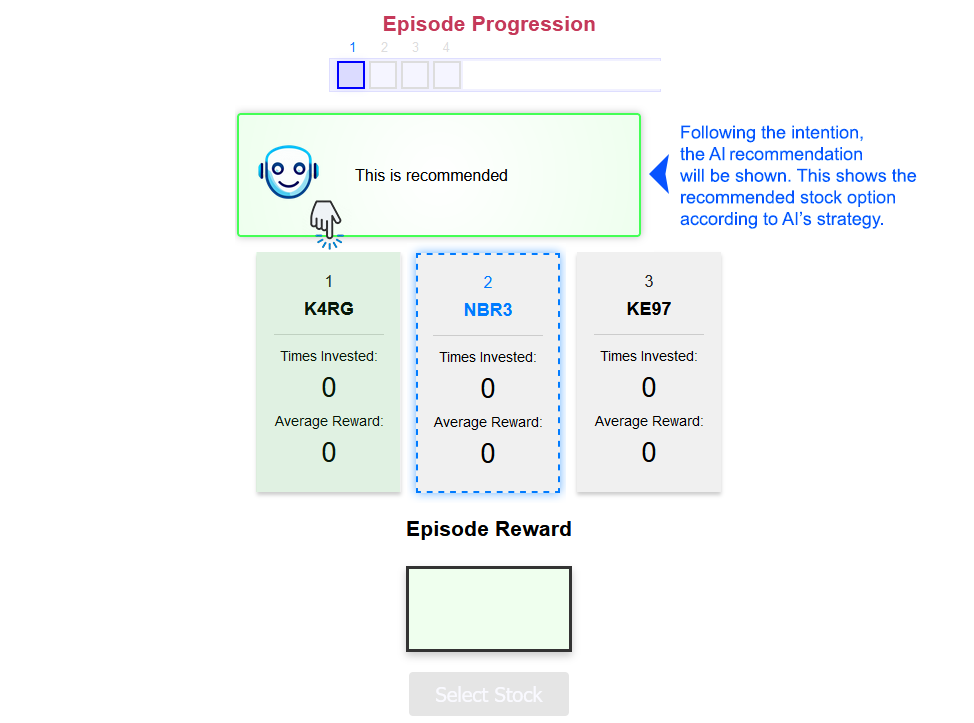 Episode Progression
1 2 3 4
This is recommended
Following the intention,
the AI recommendation
will be shown. This shows the
recommended stock option
according to AI's strategy.
1
K4RG
Times Invested:
0
Average Reward:
0
2
NBR3
Times Invested:
0
Average Reward:
0
3
KE97
Times Invested:
0
Average Reward:
0
Episode Reward
Select Stock